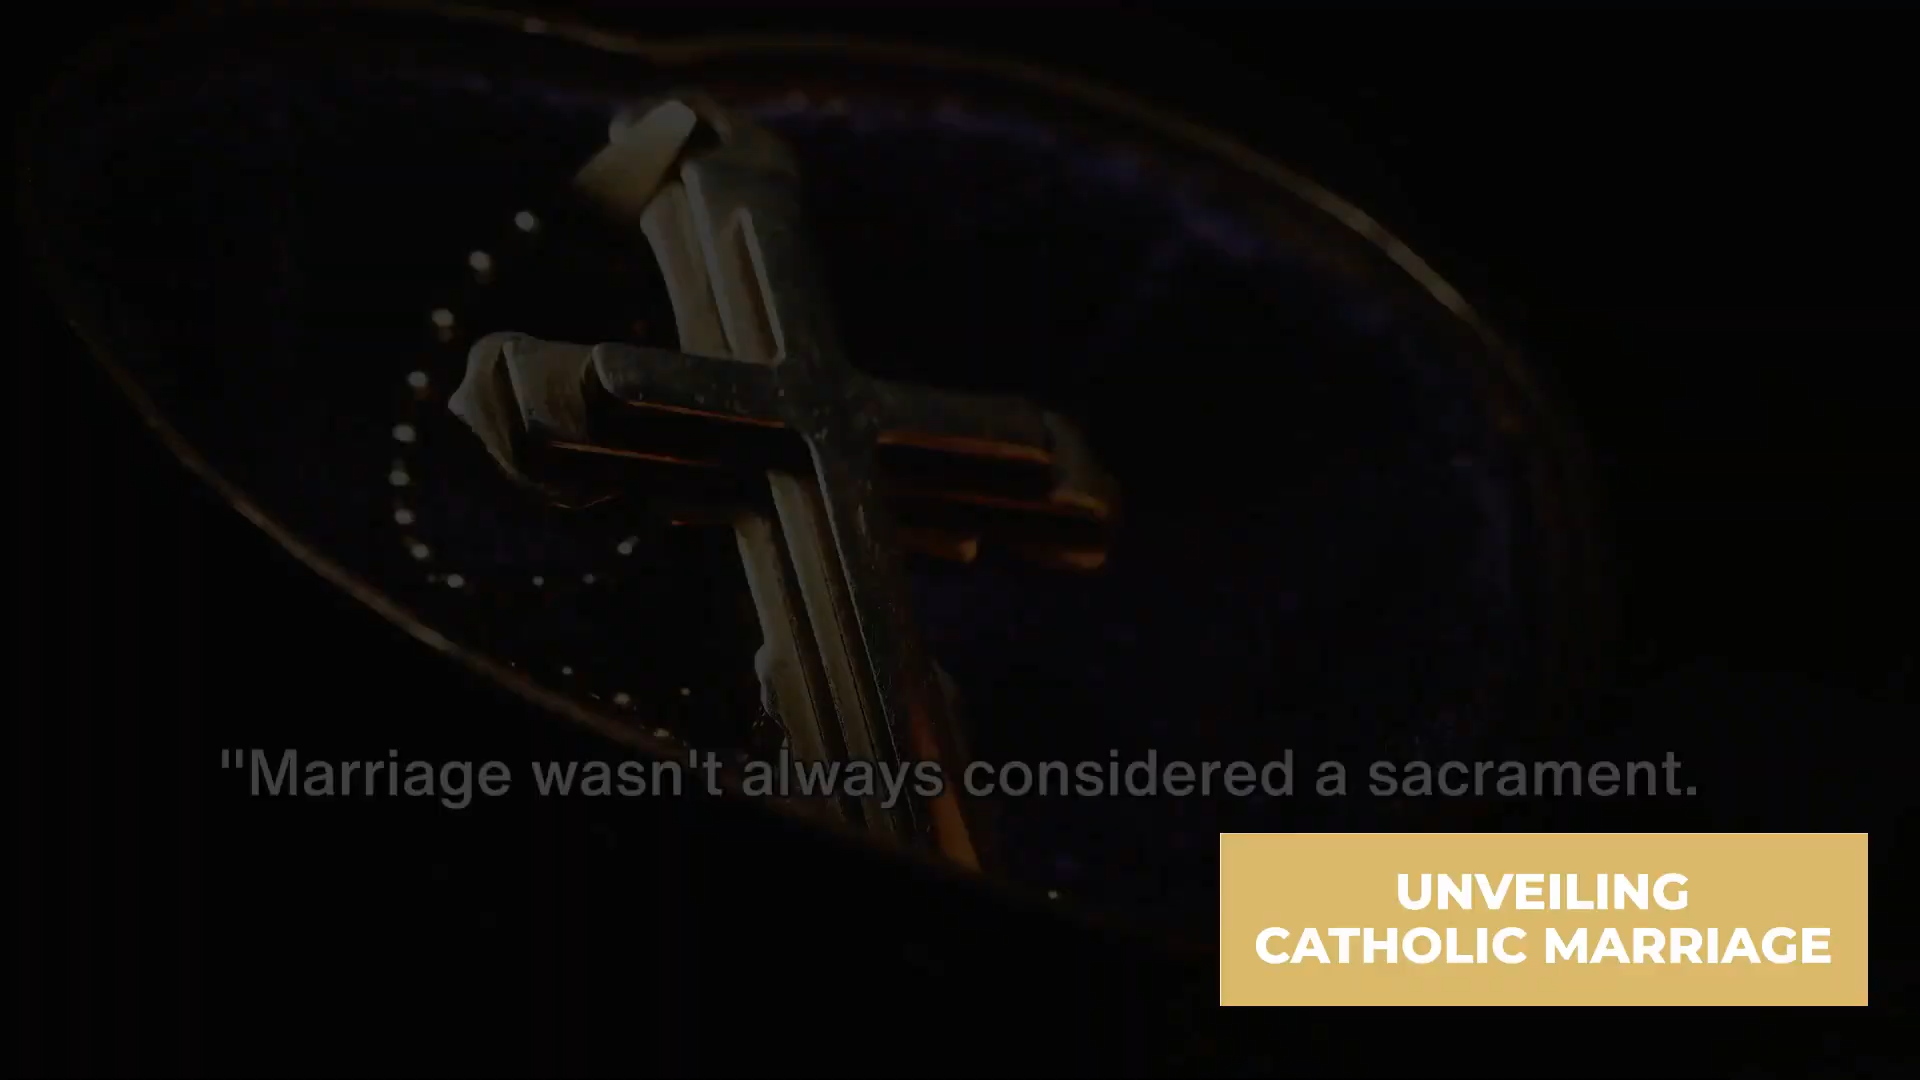 "Marriage wasn't always considered a sacrament.
UNVEILING
CATHOLIC MARRIAGE